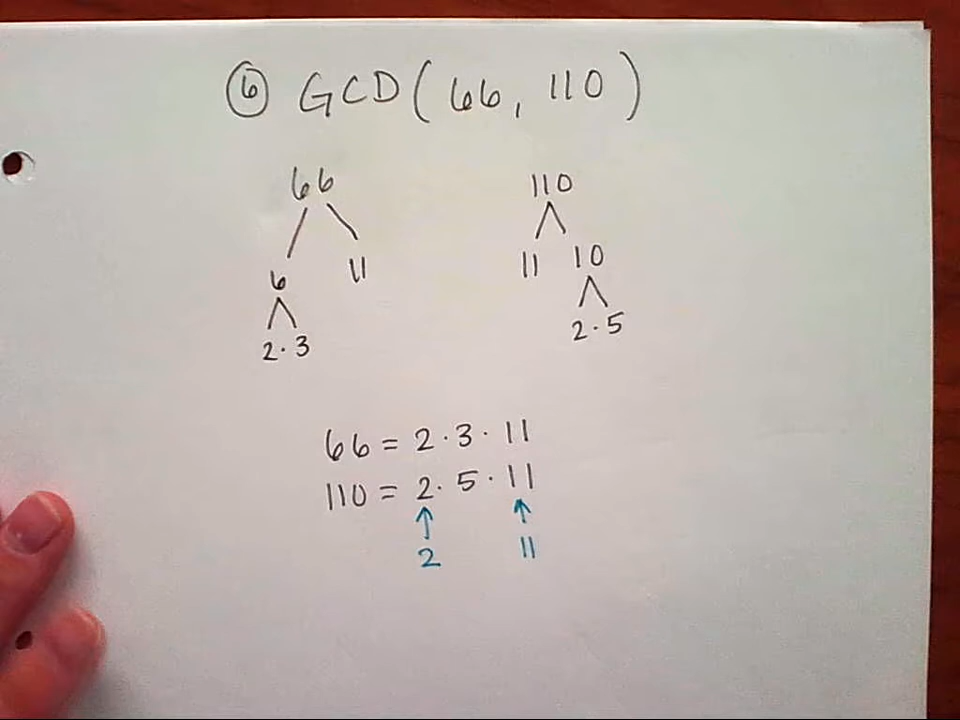 6 GCD(66, 110)
66 110
6 11 11 10
2·3 2·5
66 = 2·3·11
110 = 2·5·11
↑ ↑
2 11